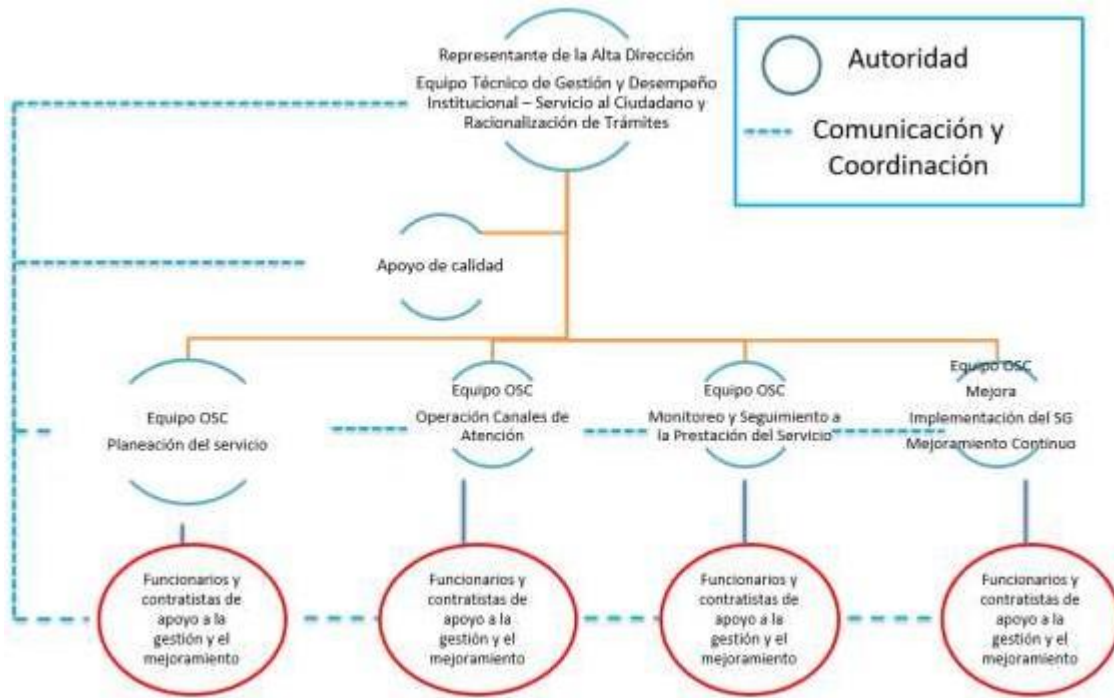 Representante de la Alta Dirección
Equipo Técnico de Gestión y Desempeño
Institucional – Servicio al Ciudadano y
Racionalización de Trámites
Autoridad
Comunicación y
Coordinación
Apoyo de calidad
Equipo OSC
Planeación del servicio
Equipo OSC
Operación Canales de
Atención
Equipo OSC
Monitoreo y Seguimiento a
la Prestación del Servicio
Equipo OSC
Mejora
Implementación del SG
Mejoramiento Continuo
Funcionarios y
contratistas de
apoyo a la
gestión y el
mejoramiento
Funcionarios y
contratistas de
apoyo a la
gestión y el
mejoramiento
Funcionarios y
contratistas de
apoyo a la
gestión y el
mejoramiento
Funcionarios y
contratistas de
apoyo a la
gestión y el
mejoramiento